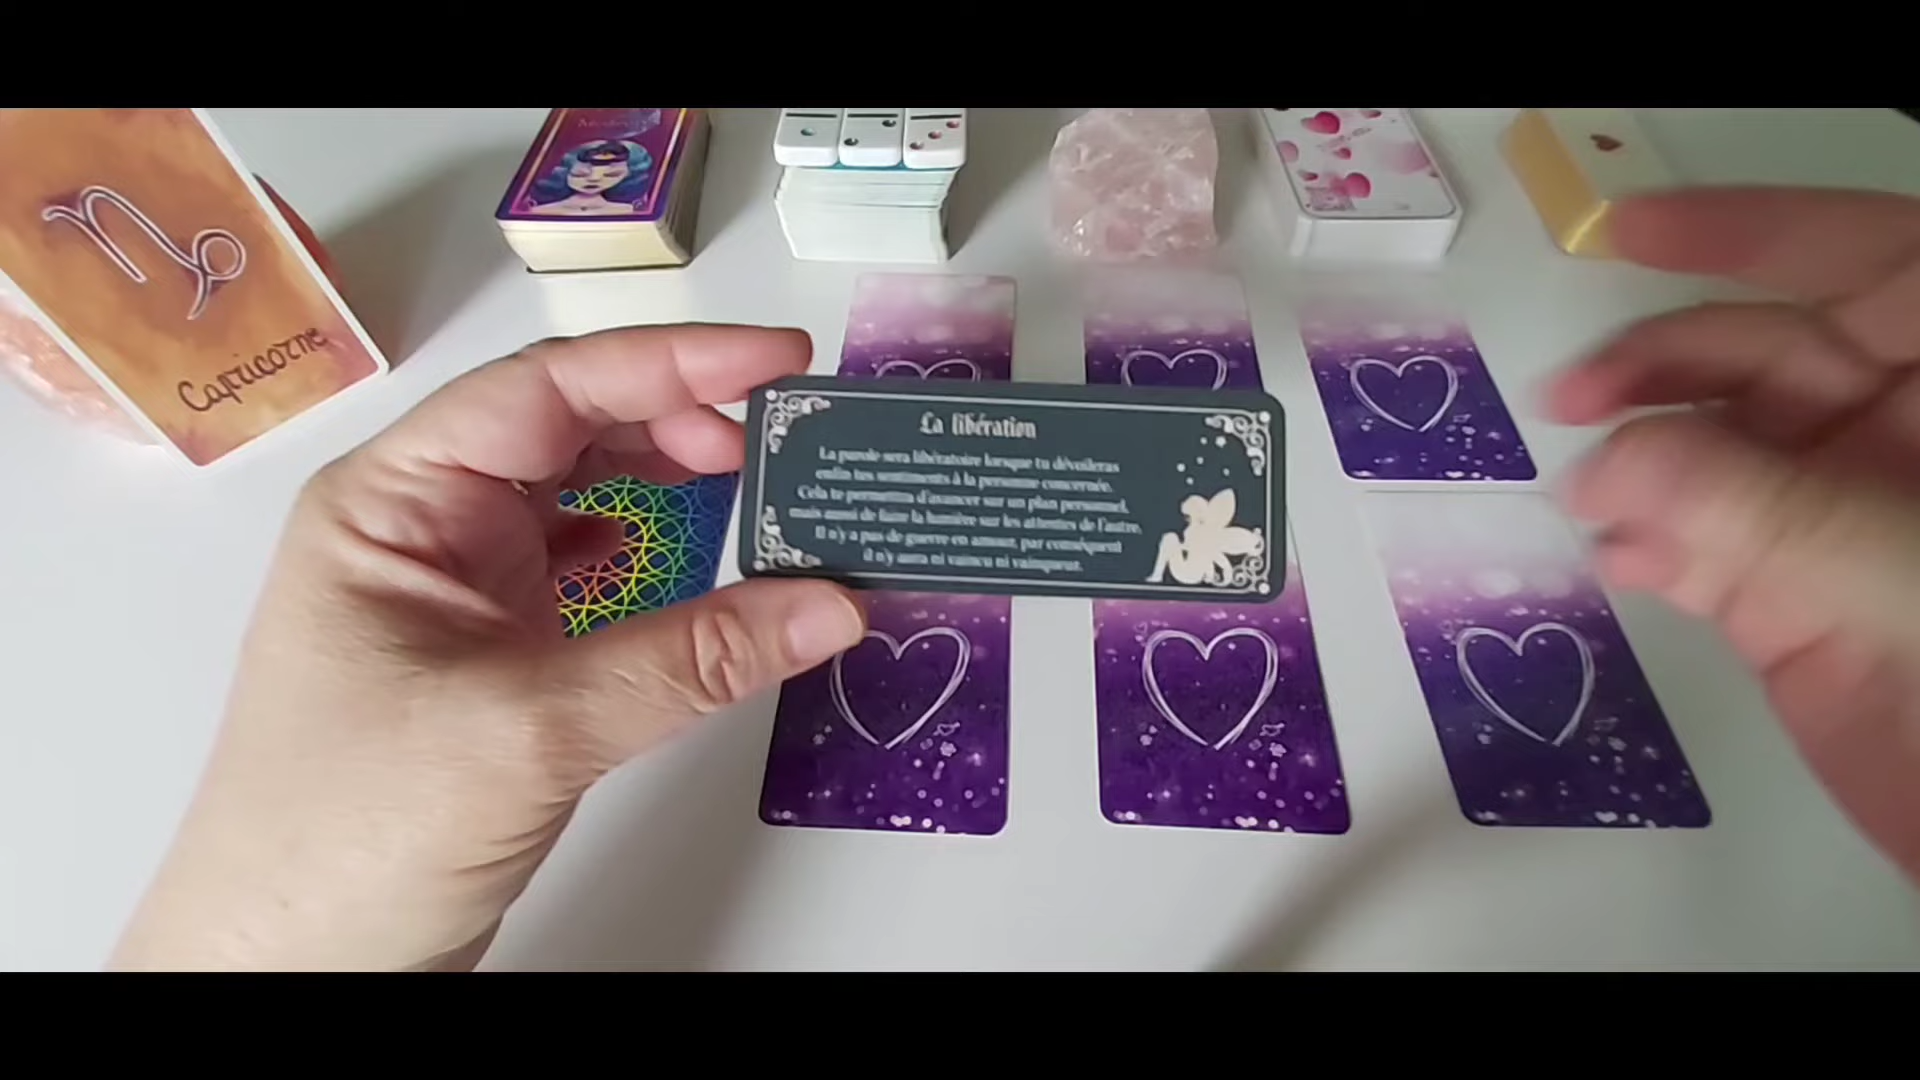 Capricorne
La libération
La parole sera libératoire lorsque tu dévoileras
enfin tes sentiments à la personne concernée.
Cela te permettra d'avancer sur un plan personnel,
mais aussi de faire la lumière sur les attentes de l'autre.
Il n'y a pas de guerre en amour, par conséquent
il n'y aura ni vaincu ni vainqueur.